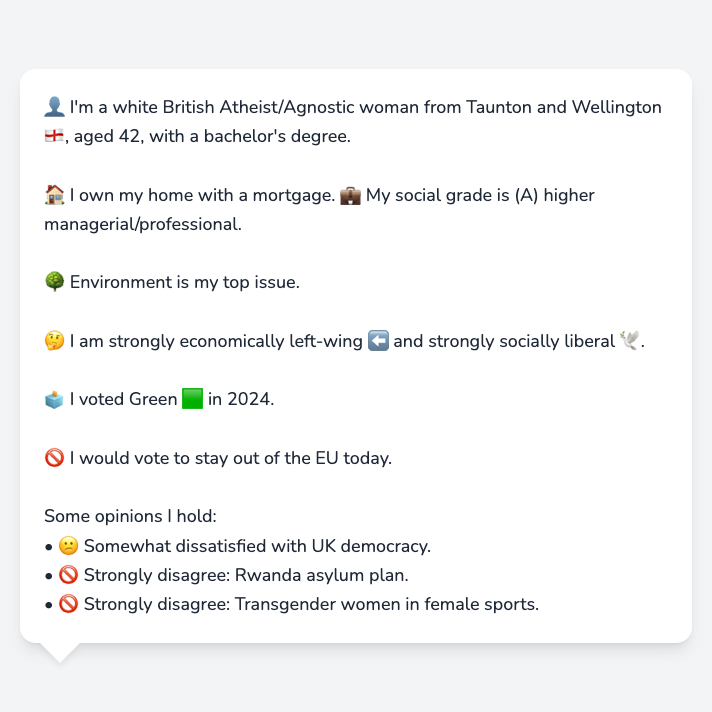 👤 I'm a white British Atheist/Agnostic woman from Taunton and Wellington
🏴󠁧󠁢󠁥󠁮󠁧󠁿, aged 42, with a bachelor's degree.
🏠 I own my home with a mortgage. 💼 My social grade is (A) higher
managerial/professional.
🌳 Environment is my top issue.
🤔 I am strongly economically left-wing ⬅️ and strongly socially liberal 🕊️.
🗳️ I voted Green 🟩 in 2024.
🚫 I would vote to stay out of the EU today.
Some opinions I hold:
• 😕 Somewhat dissatisfied with UK democracy.
• 🚫 Strongly disagree: Rwanda asylum plan.
• 🚫 Strongly disagree: Transgender women in female sports.